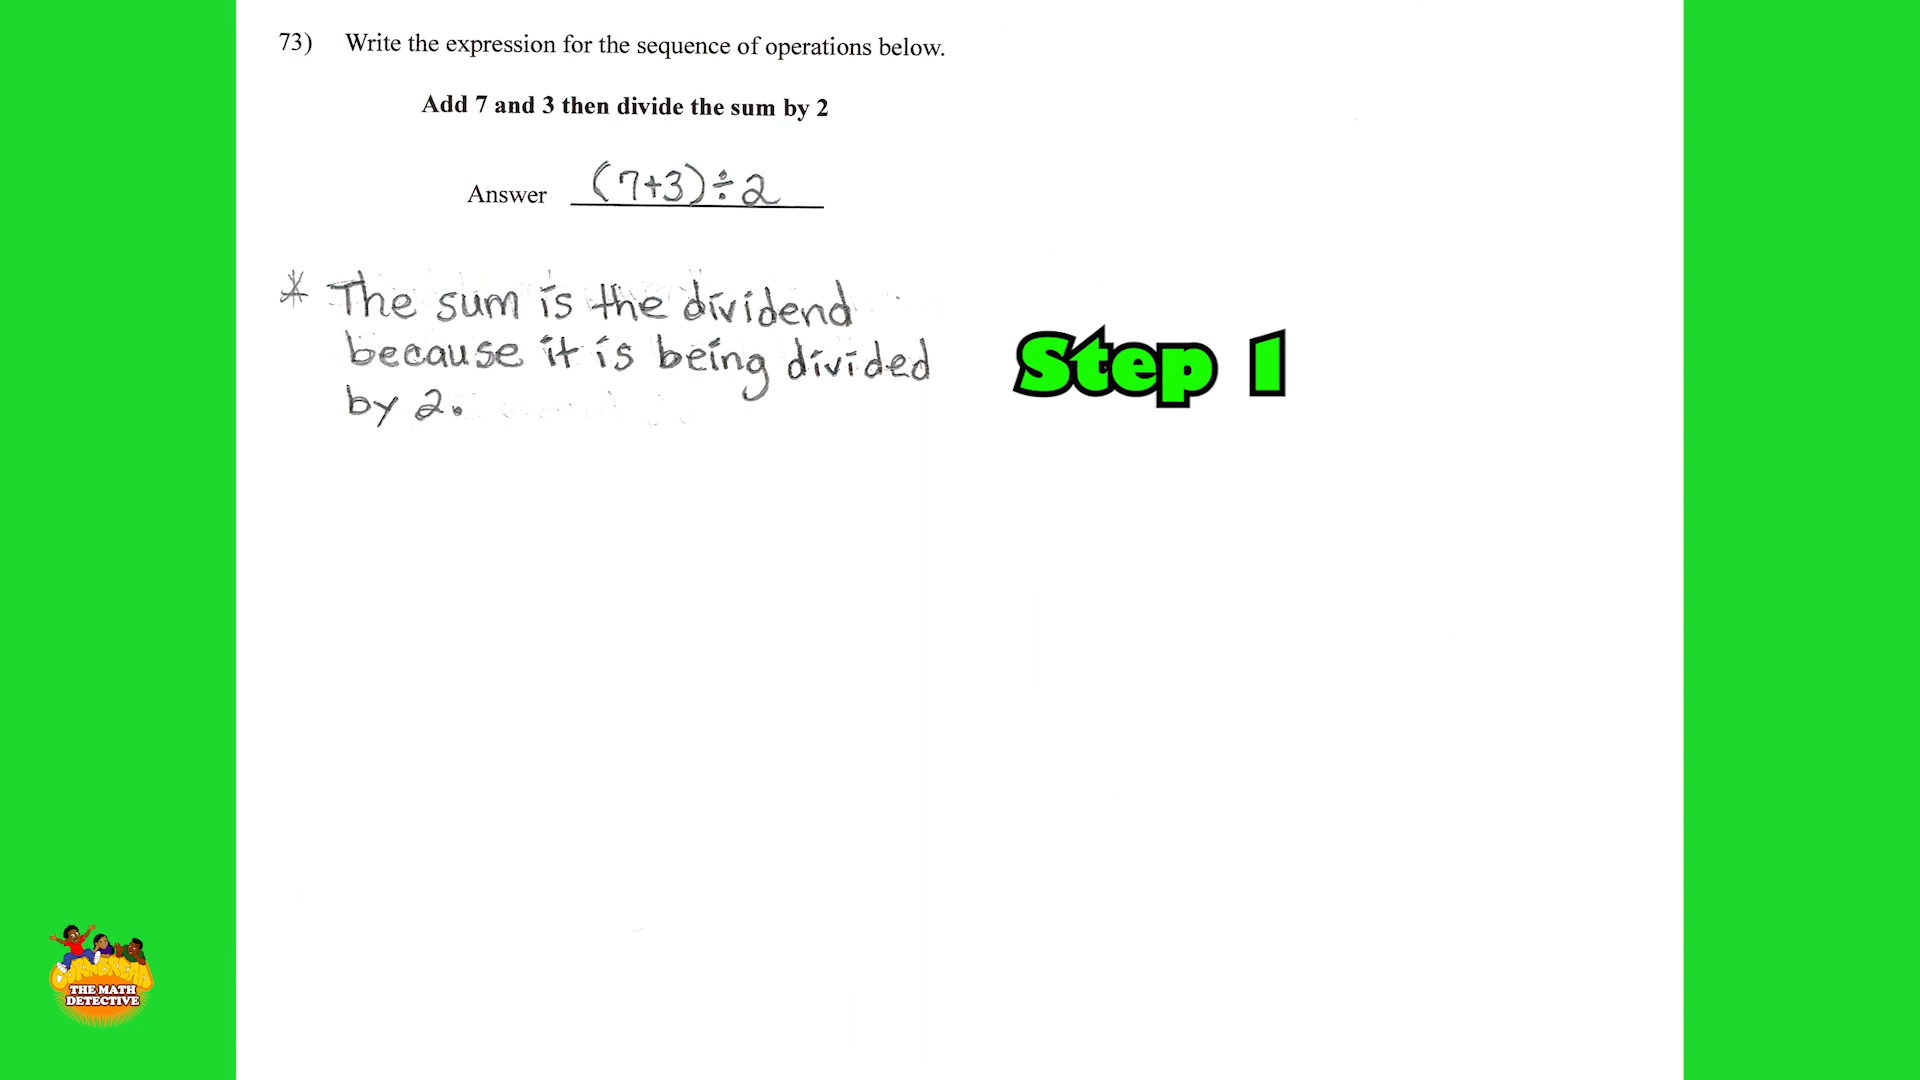 73) Write the expression for the sequence of operations below.
Add 7 and 3 then divide the sum by 2
Answer (7+3)÷2
* The sum is the dividend
because it is being divided
by 2.
Step 1
THE MATH
DETECTIVE